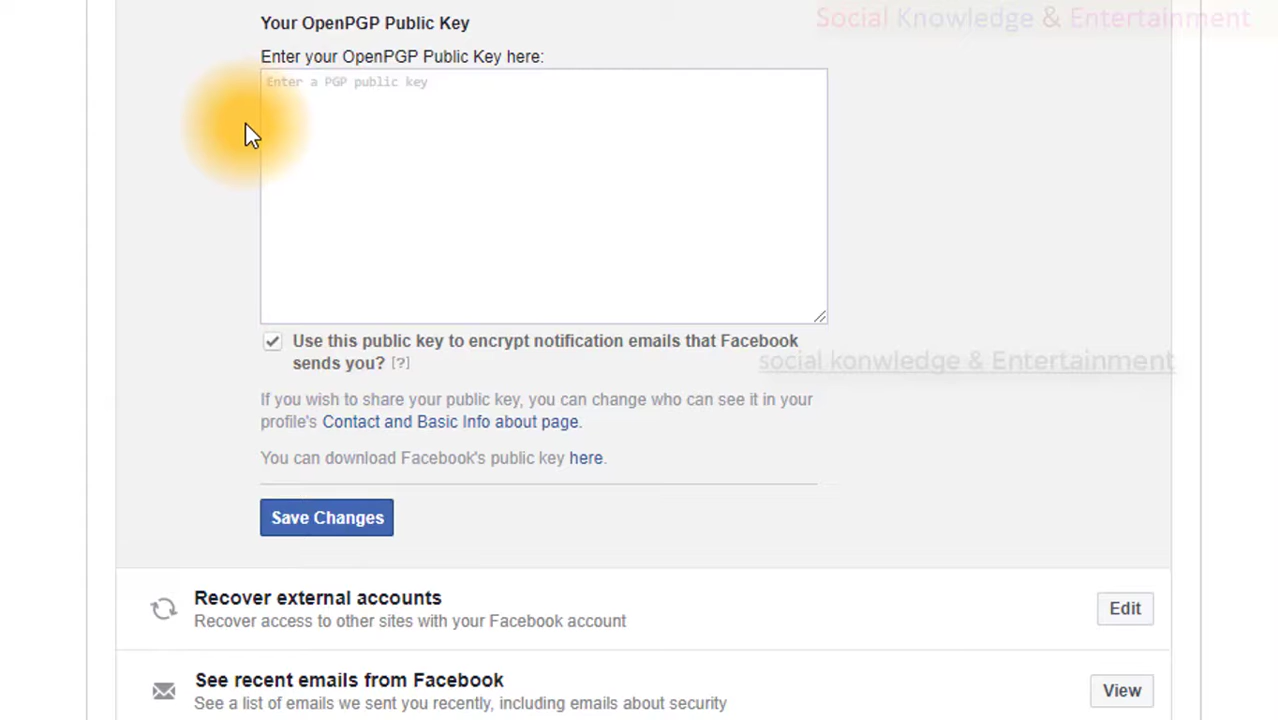 Social Knowledge & Entertainment
Your OpenPGP Public Key
Enter your OpenPGP Public Key here:
Enter a PGP public key
Use this public key to encrypt notification emails that Facebook
sends you? [?]
social konwledge & Entertainment
If you wish to share your public key, you can change who can see it in your
profile's Contact and Basic Info about page.
You can download Facebook's public key here.
Save Changes
Recover external accounts
Recover access to other sites with your Facebook account
Edit
See recent emails from Facebook
See a list of emails we sent you recently, including emails about security
View